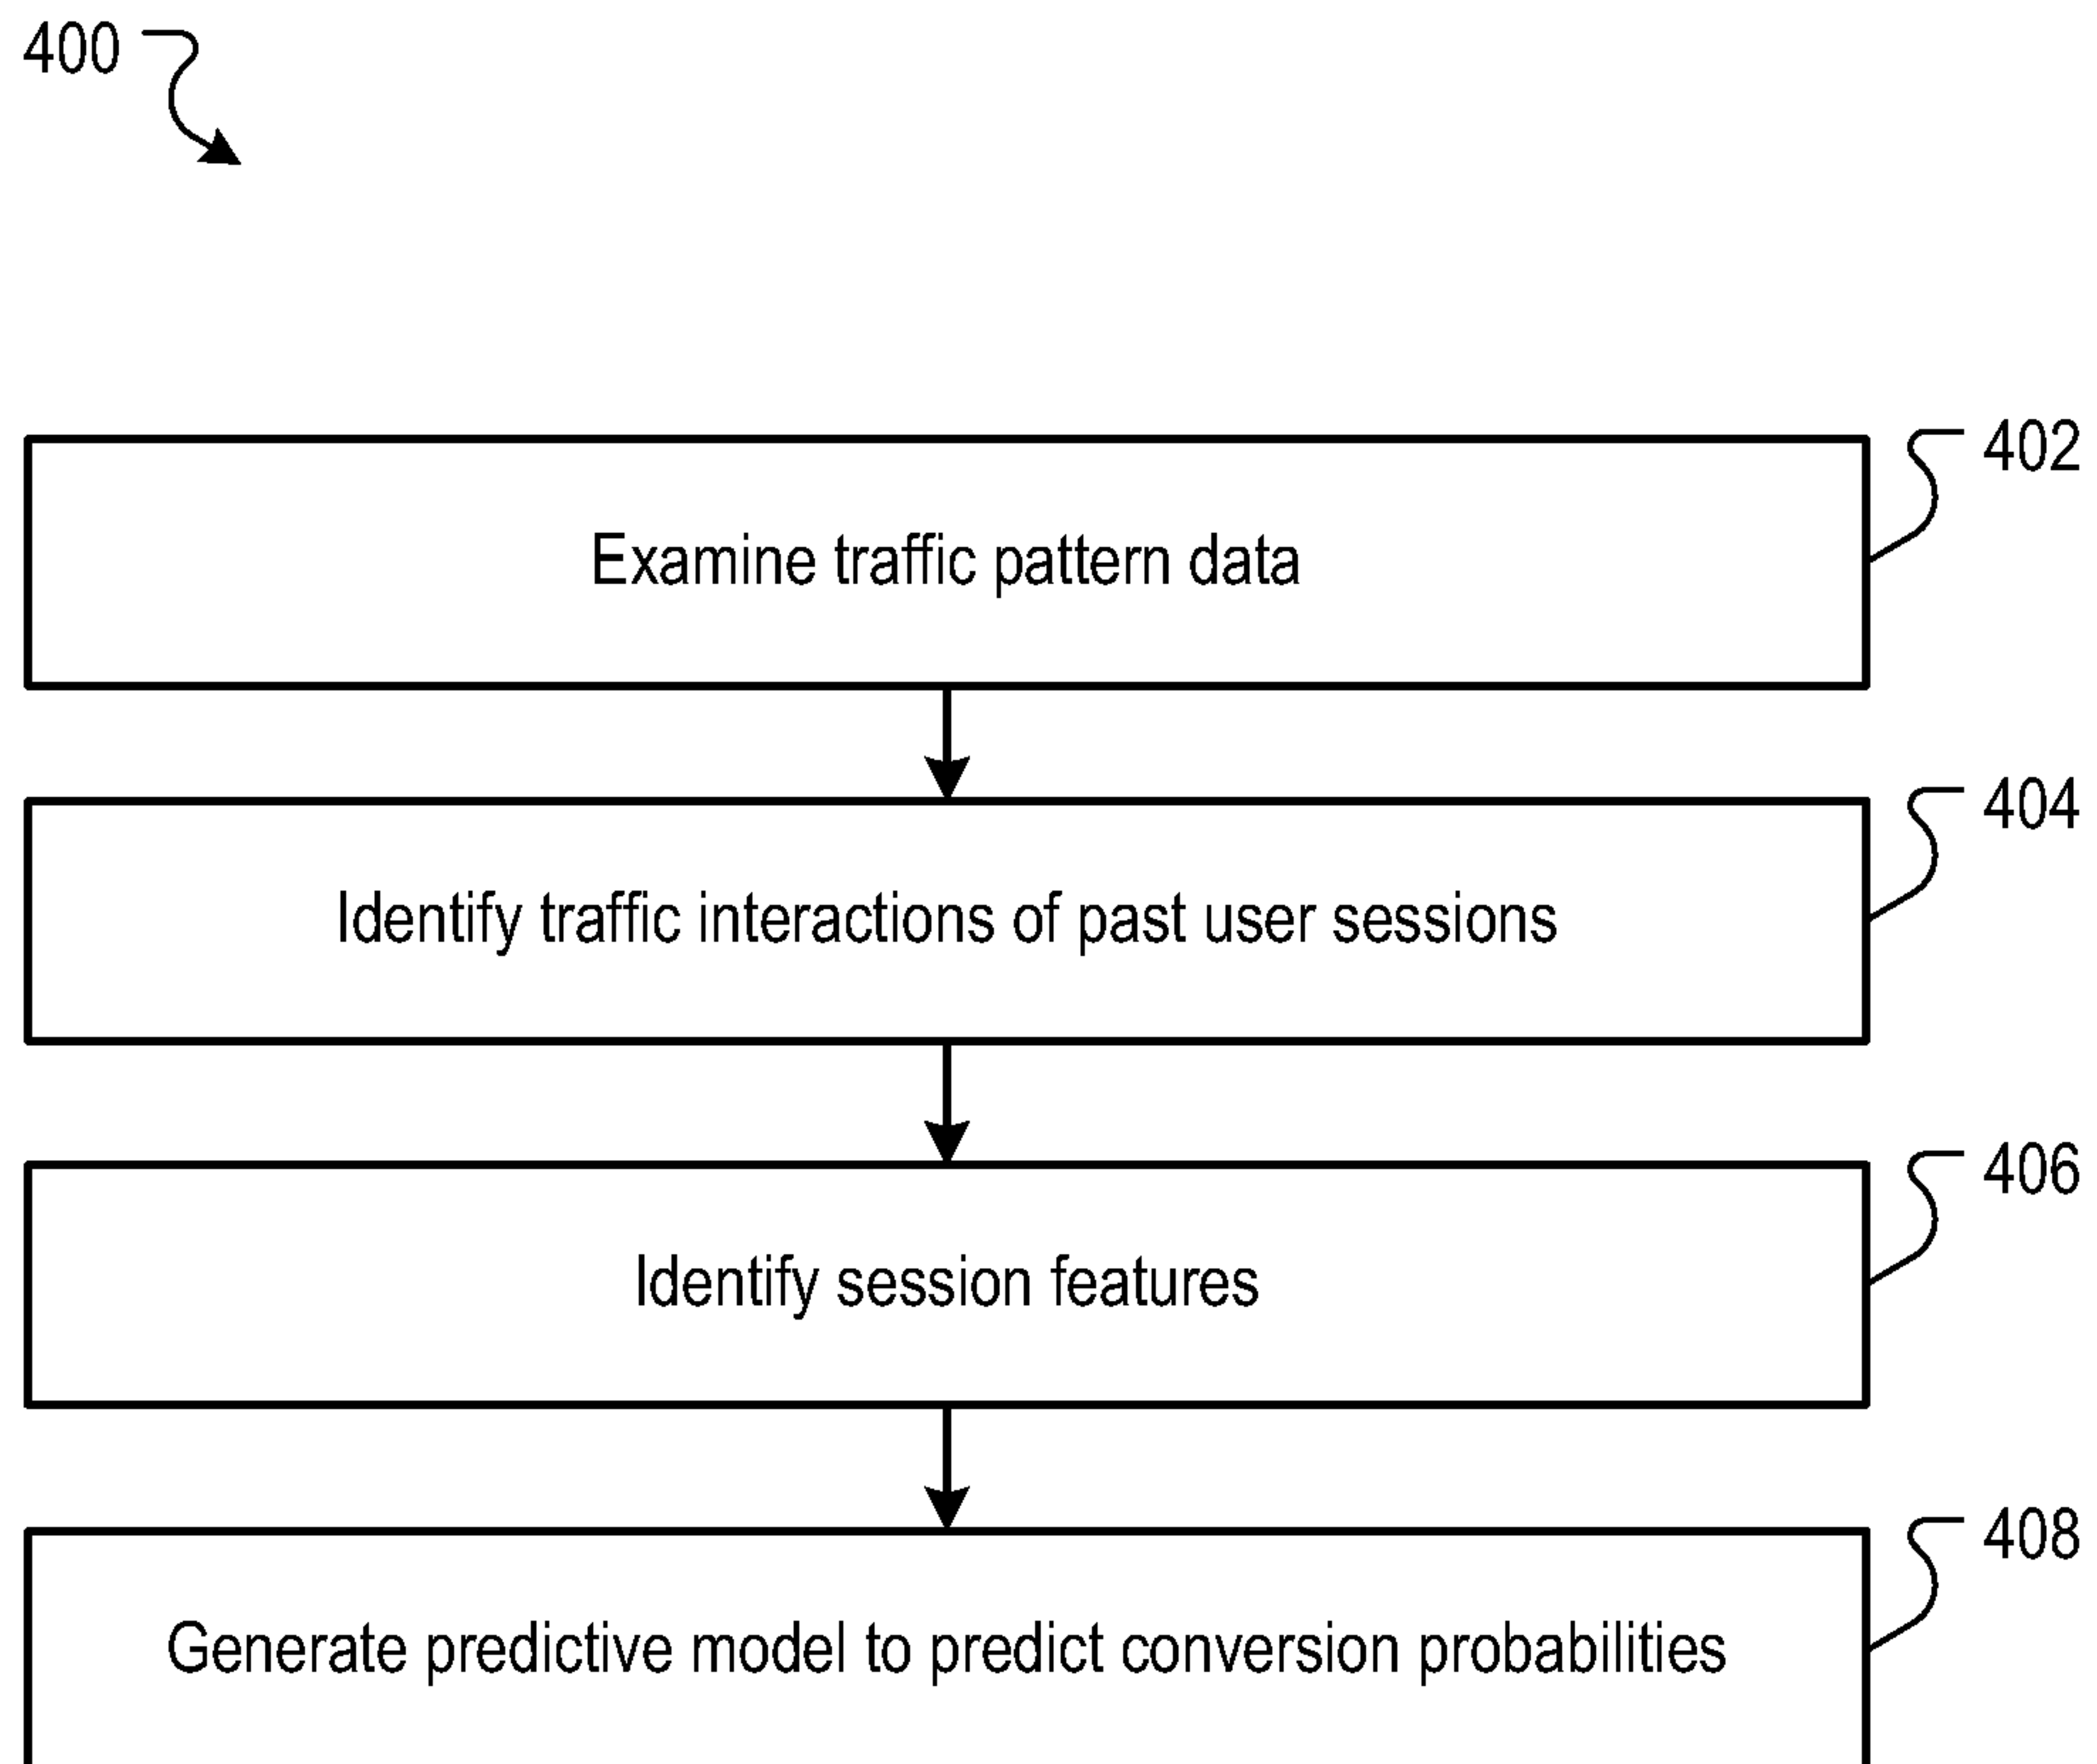 400
402
Examine traffic pattern data
404
Identify traffic interactions of past user sessions
406
Identify session features
408
Generate predictive model to predict conversion probabilities